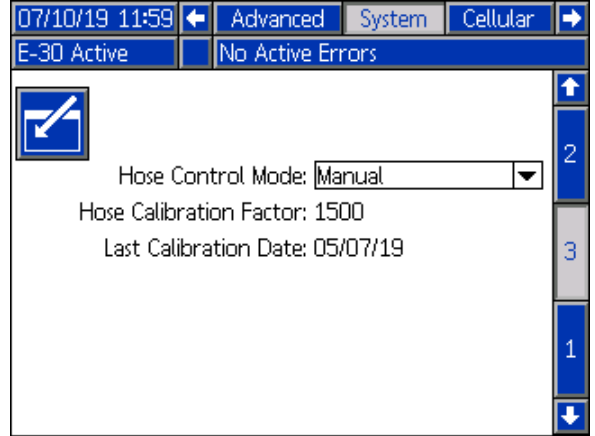 07/10/19 11:59 Advanced System Cellular
E-30 Active No Active Errors
2
Hose Control Mode: Manual
Hose Calibration Factor: 1500
Last Calibration Date: 05/07/19
3
1